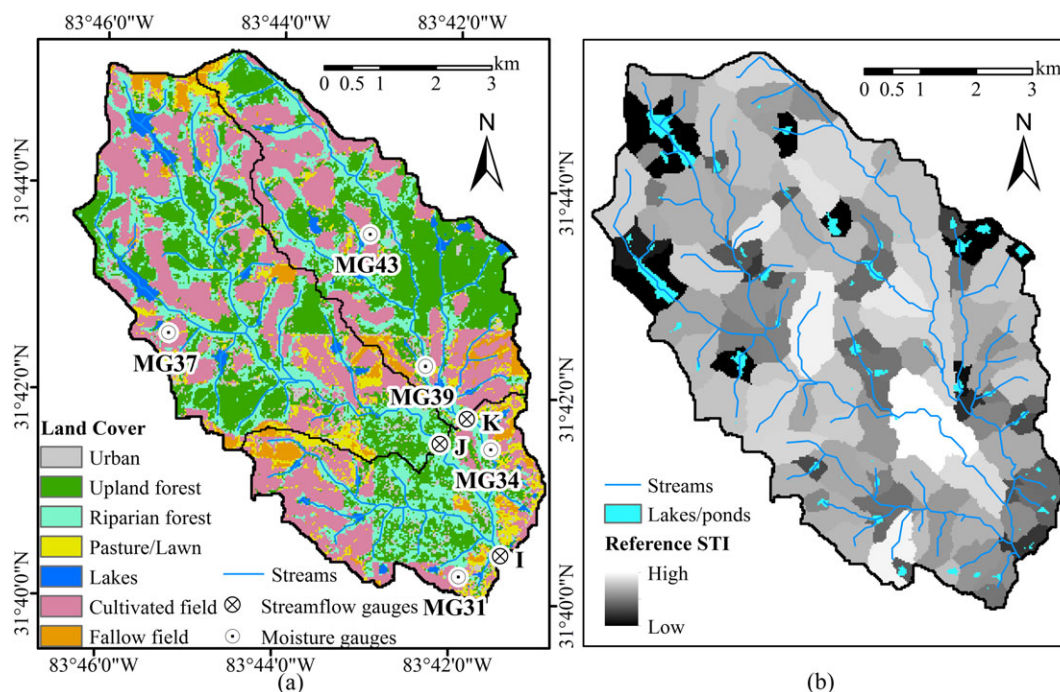 83°46'0"W 83°44'0"W 83°42'0"W
km
0 0.5 1 2 3
N
31°44'0"N
31°42'0"N
31°40'0"N
MG43
MG37
MG39
K
J
MG34
I
MG31
Land Cover
Urban
Upland forest
Riparian forest
Pasture/Lawn
Lakes
Cultivated field
Fallow field
Streams
Streamflow gauges
Moisture gauges
83°46'0"W 83°44'0"W 83°42'0"W
(a)
km
0 0.5 1 2 3
N
31°44'0"N
31°42'0"N
31°40'0"N
Streams
Lakes/ponds
Reference STI
High
Low
(b)